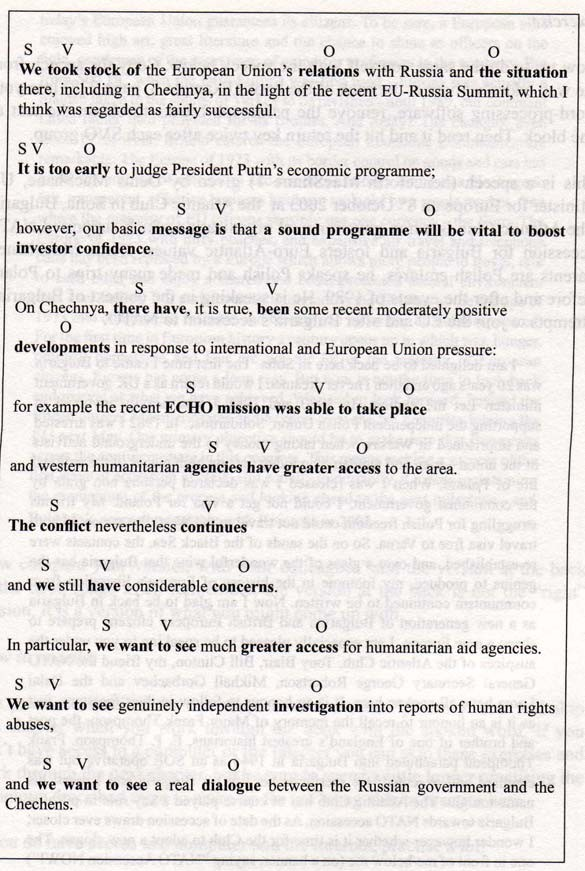 S V O O
We took stock of the European Union's relations with Russia and the situation
there, including in Chechnya, in the light of the recent EU-Russia Summit, which I
think was regarded as fairly successful.
S V O
It is too early to judge President Putin's economic programme;
S V O
however, our basic message is that a sound programme will be vital to boost
investor confidence.
S V
On Chechnya, there have, it is true, been some recent moderately positive
O
developments in response to international and European Union pressure:
S V O
for example the recent ECHO mission was able to take place
S V O
and western humanitarian agencies have greater access to the area.
S V
The conflict nevertheless continues
S V O
and we still have considerable concerns.
S V O
In particular, we want to see much greater access for humanitarian aid agencies.
S V O
We want to see genuinely independent investigation into reports of human rights
abuses,
S V O
and we want to see a real dialogue between the Russian government and the
Chechens.